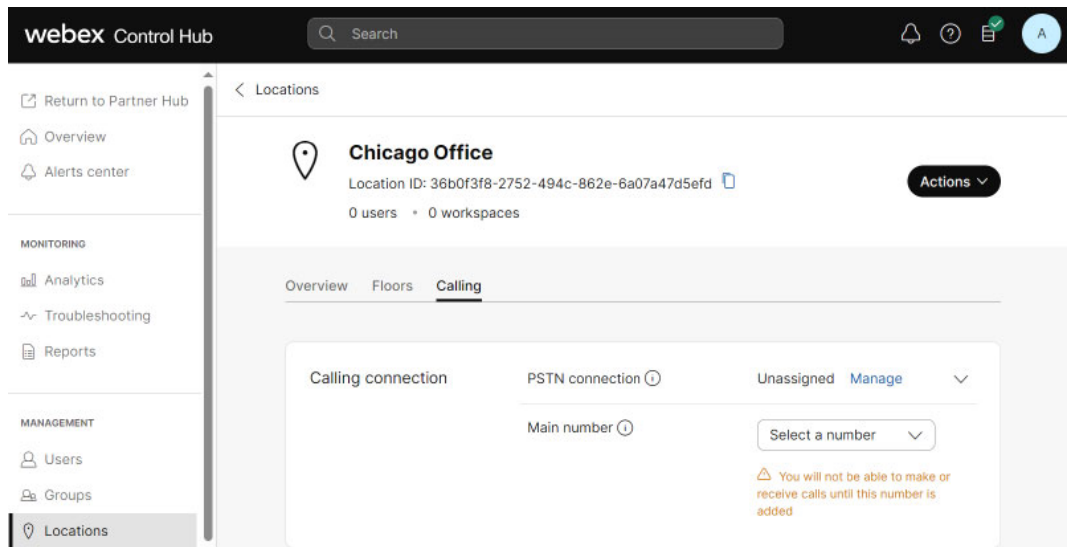 webex Control Hub
Search
A
Return to Partner Hub
Overview
Alerts center
MONITORING
Analytics
Troubleshooting
Reports
MANAGEMENT
Users
Groups
Locations
Locations
Chicago Office
Location ID: 36b0f3f8-2752-494c-862e-6a07a47d5efd
0 users • 0 workspaces
Actions
Overview Floors Calling
Calling connection
PSTN connection
Unassigned Manage
Main number
Select a number
You will not be able to make or
receive calls until this number is
added